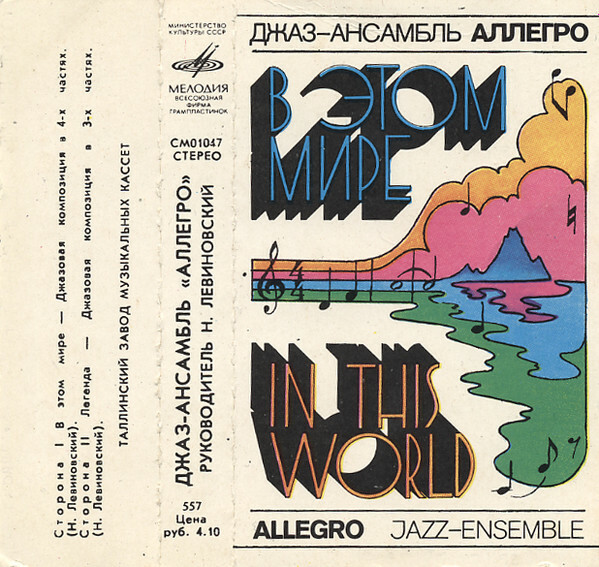 Сторона I В этом мире — Джазовая композиция в 4-х частях.
(Н. Левиновский).
Сторона II Легенда — Джазовая композиция в 3-х частях.
(Н. Левиновский).
ТАЛЛИНСКИЙ ЗАВОД МУЗЫКАЛЬНЫХ КАССЕТ
МИНИСТЕРСТВО
КУЛЬТУРЫ СССР
МЕЛОДИЯ
ВСЕСОЮЗНАЯ
ФИРМА
ГРАМПЛАСТИНОК
СМ01047
СТЕРЕО
ДЖАЗ-АНСАМБЛЬ «АЛЛЕГРО»
РУКОВОДИТЕЛЬ Н. ЛЕВИНОВСКИЙ
557
Цена
руб. 4.10
ДЖАЗ-АНСАМБЛЬ АЛЛЕГРО
В ЭТОМ
МИРЕ
4
4
IN THIS
WORLD
ALLEGRO JAZZ-ENSEMBLE